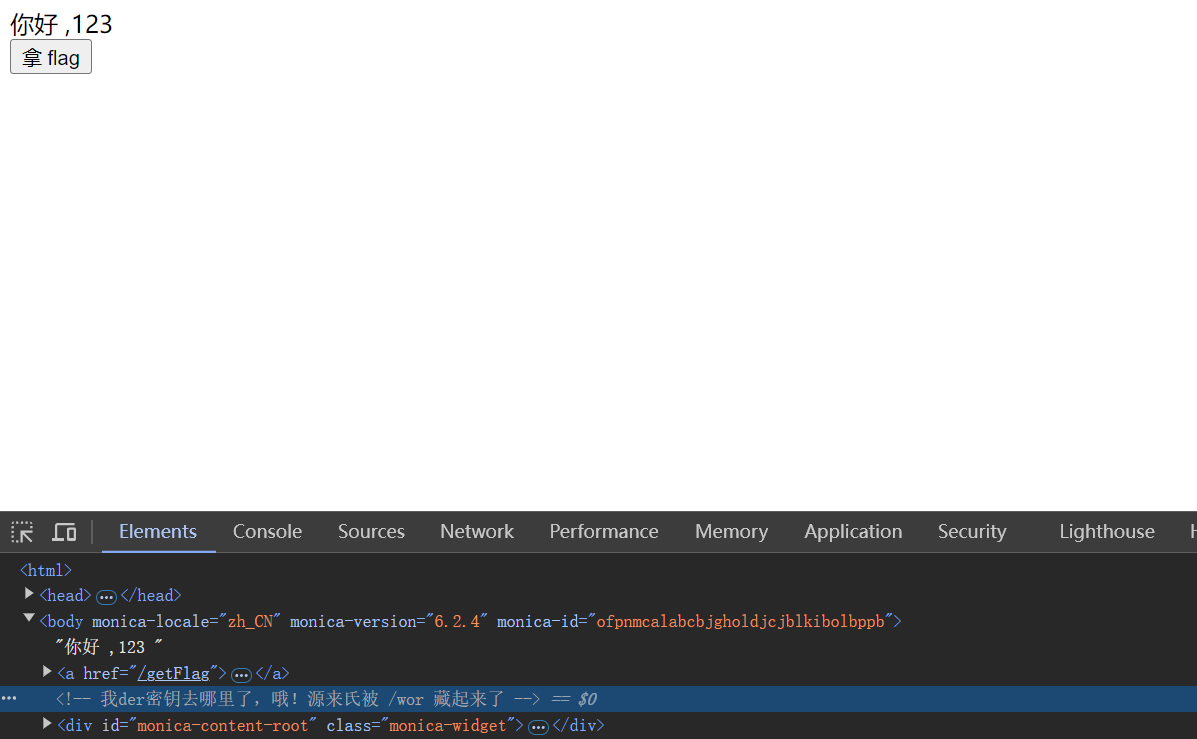 你好 ,123
拿 flag
Elements Console Sources Network Performance Memory Application Security Lighthouse
<html>
<head> ... </head>
<body monica-locale="zh_CN" monica-version="6.2.4" monica-id="ofpnmcalabcbjgholdjcjblkibolbppb">
"你好 ,123 "
<a href="/getFlag"> ... </a>
... <!-- 我der密钥去哪里了，哦！源来氏被 /wor 藏起来了 --> == $0
<div id="monica-content-root" class="monica-widget"> ... </div>